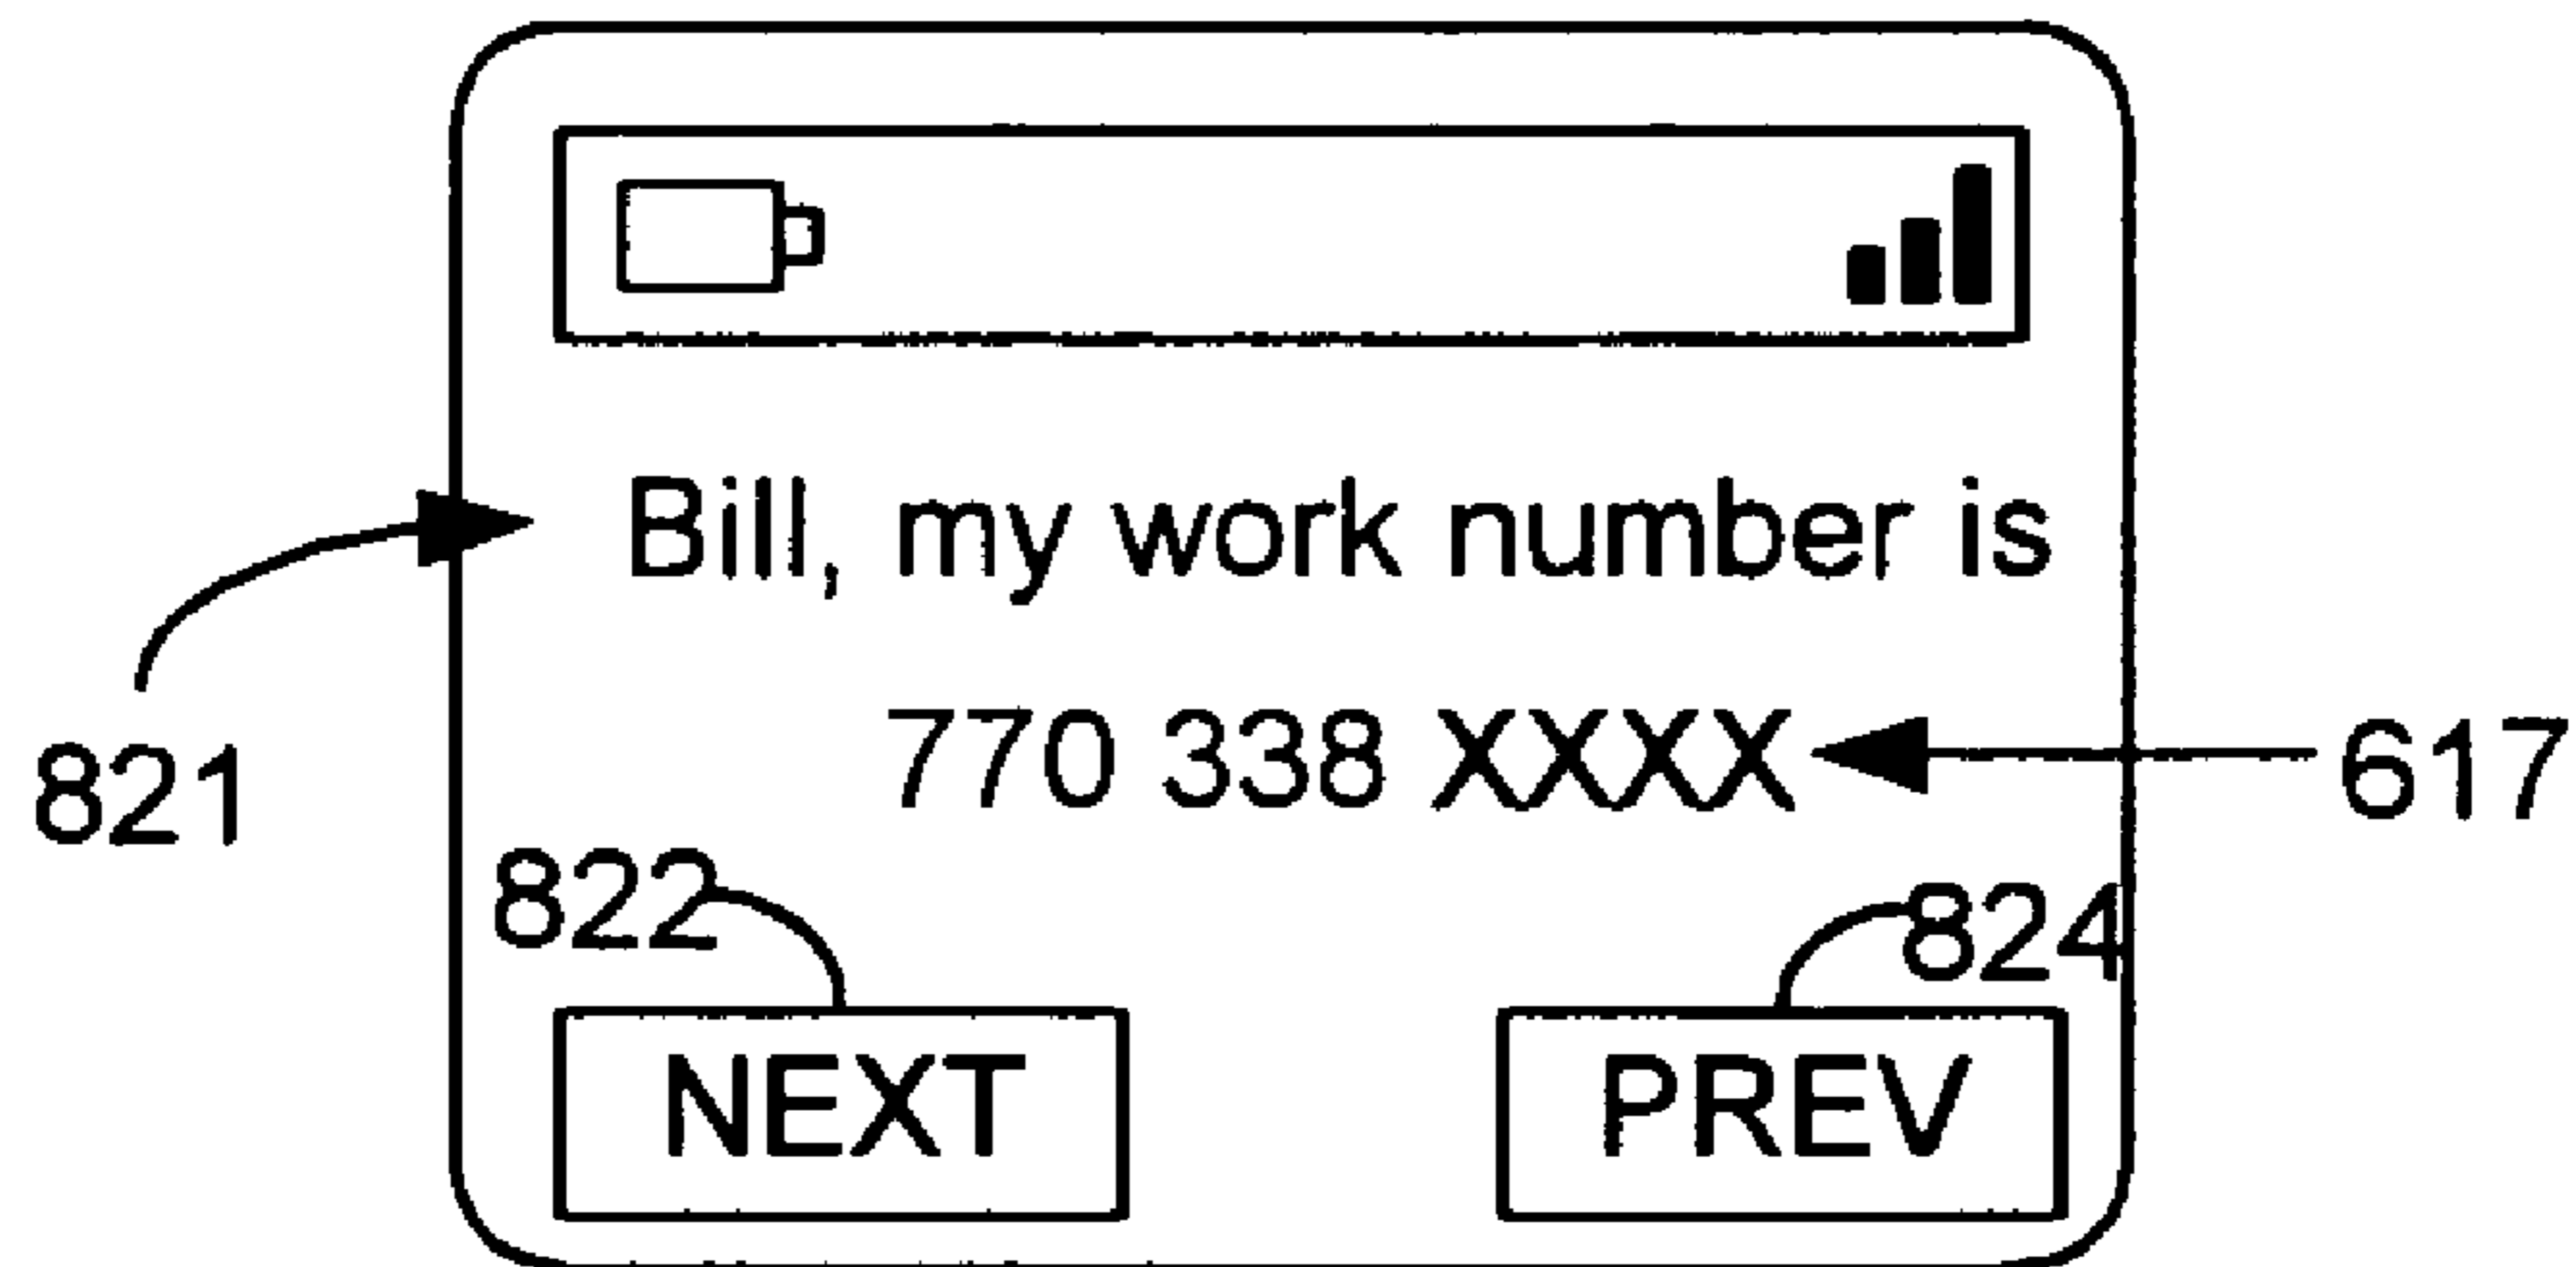 Bill, my work number is
821
770 338 XXXX
617
822
824
NEXT
PREV